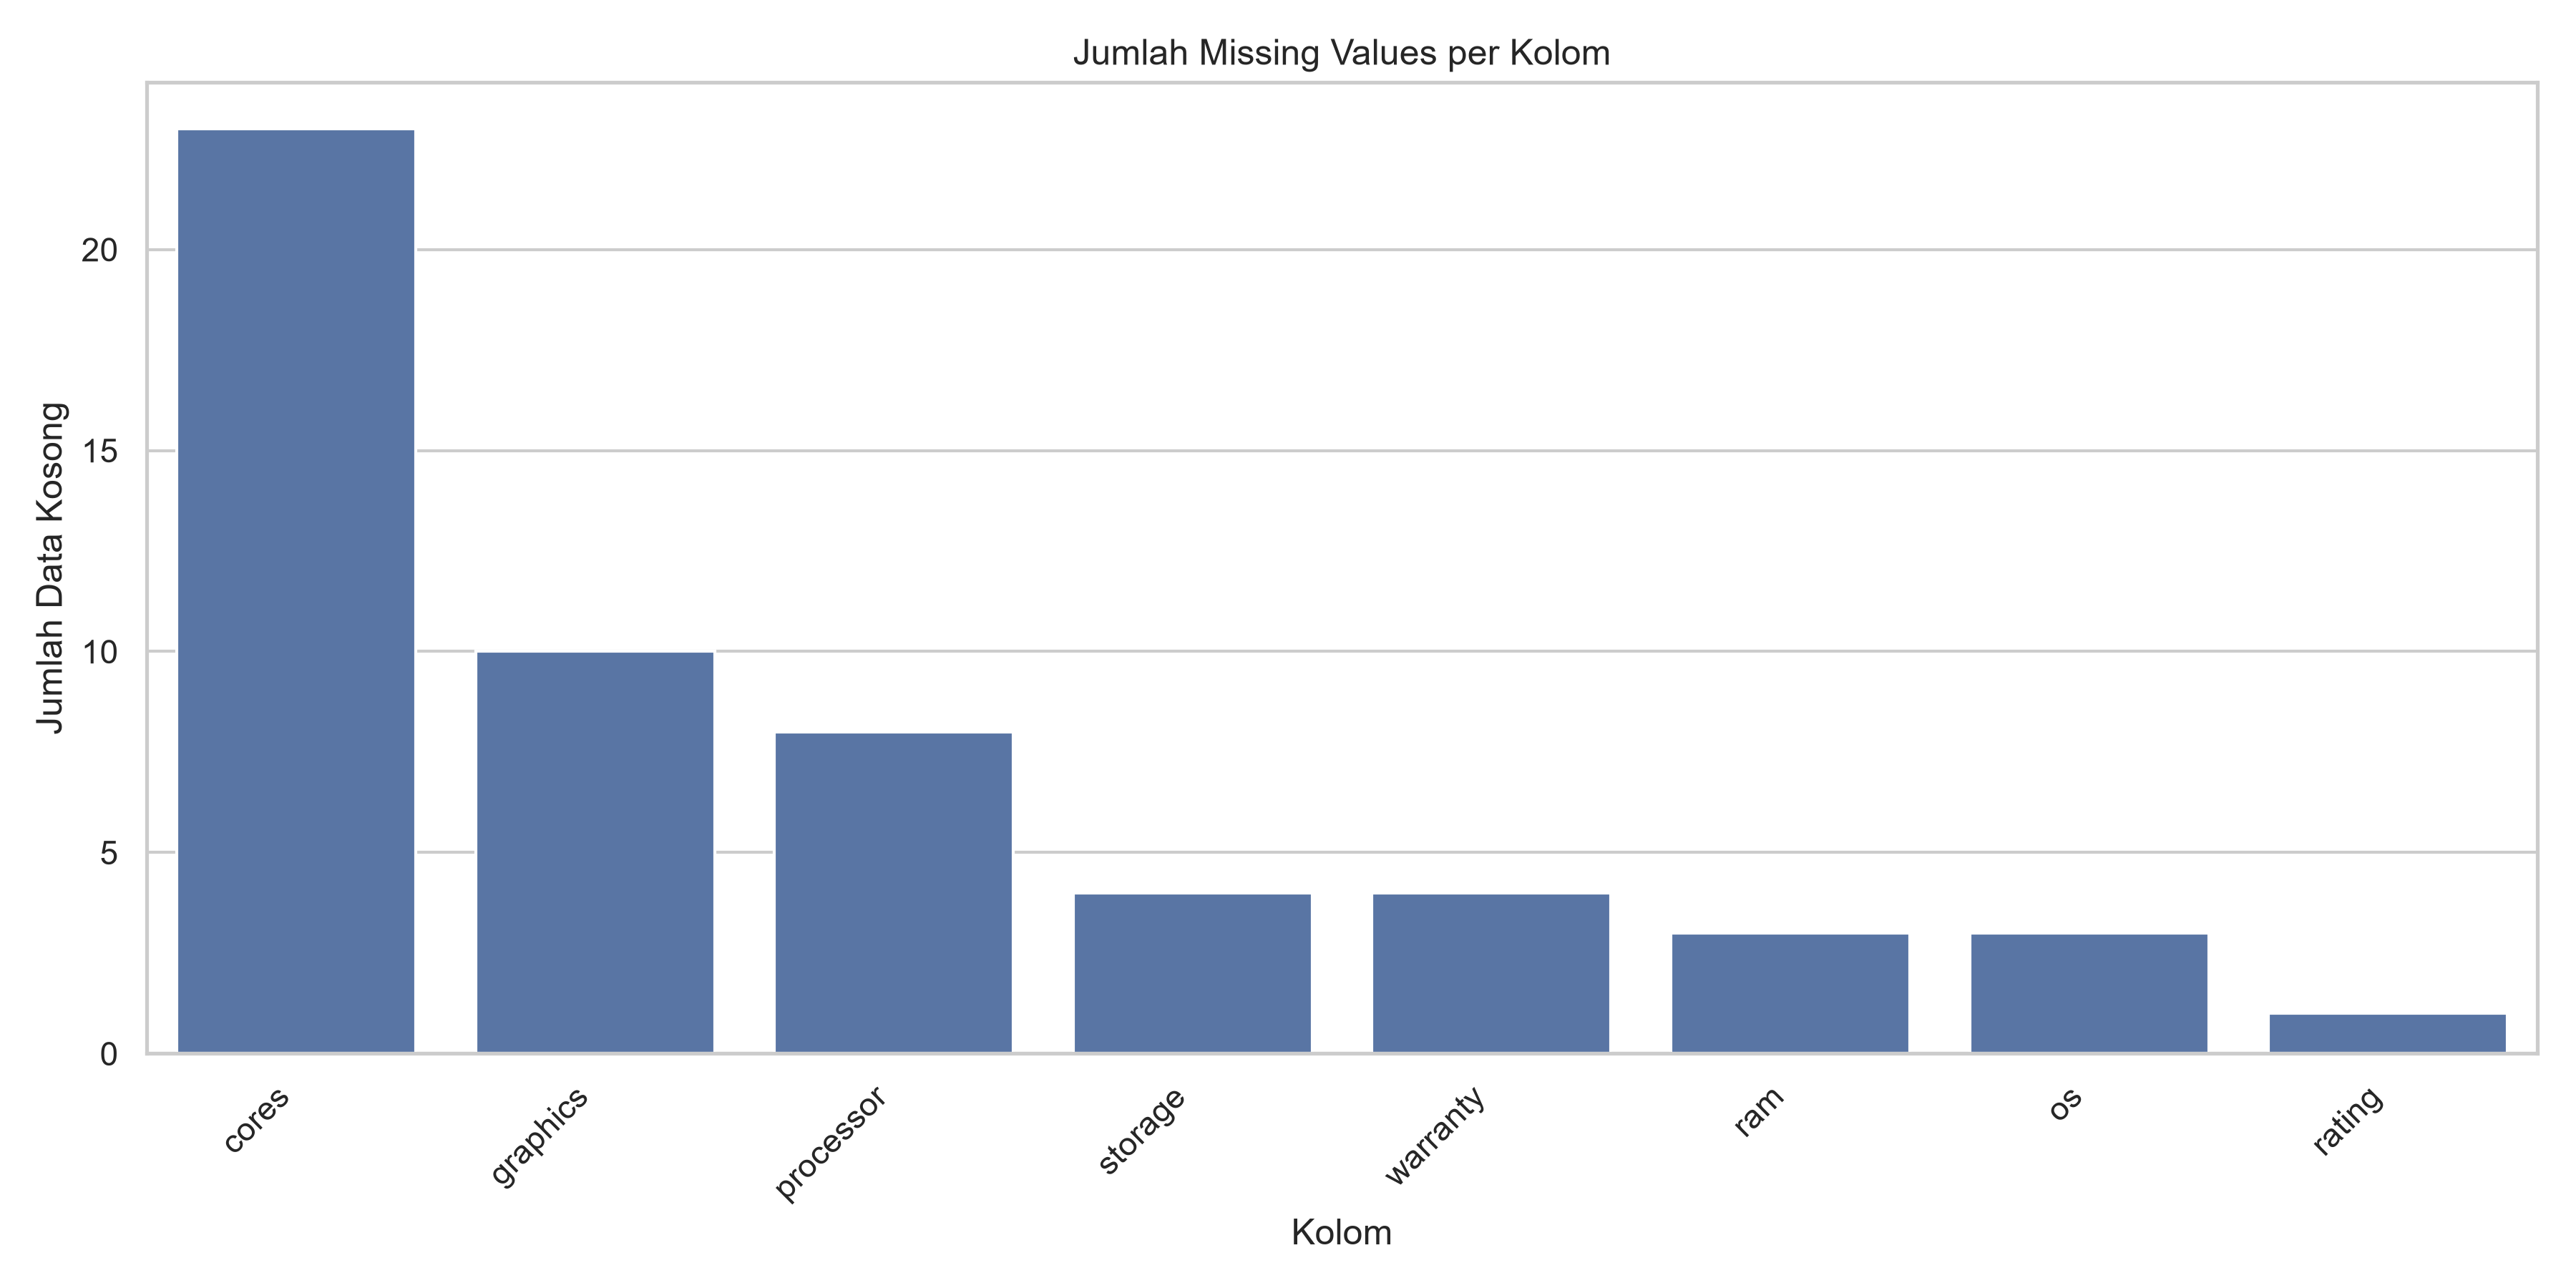 Jumlah Missing Values per Kolom
Jumlah Data Kosong
20
15
10
5
0
cores
graphics
processor
storage
warranty
ram
os
rating
Kolom